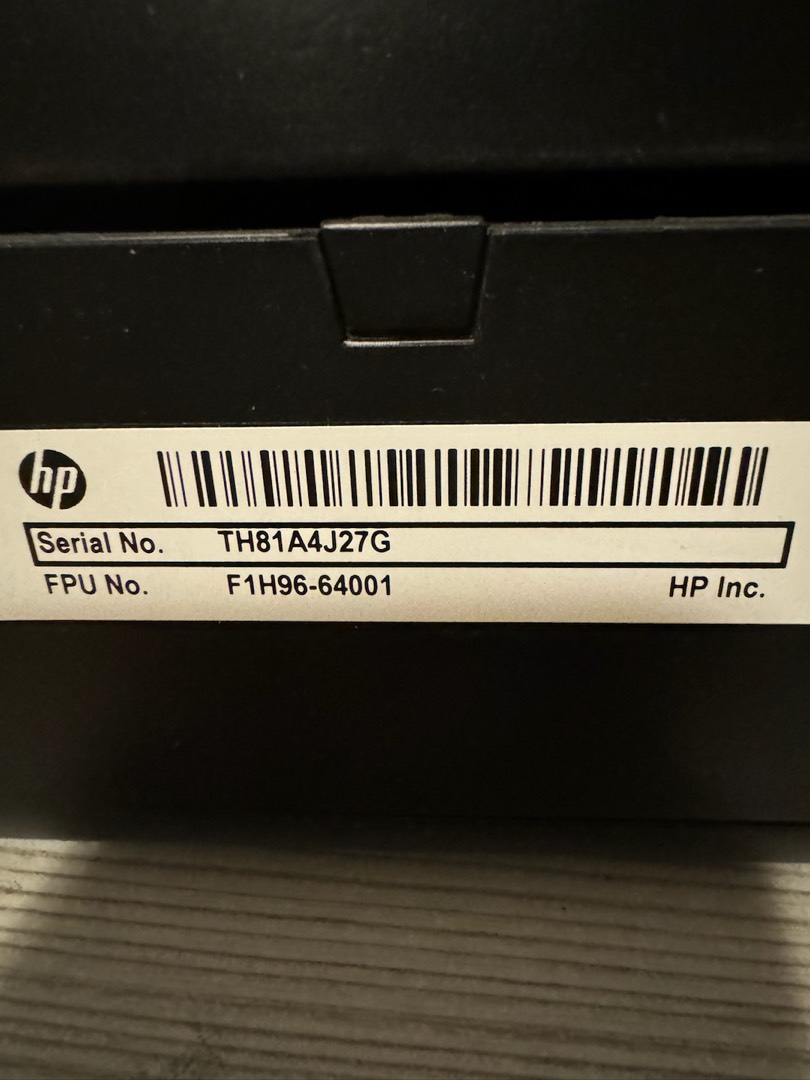 hp
Serial No. TH81A4J27G
FPU No. F1H96-64001 HP Inc.